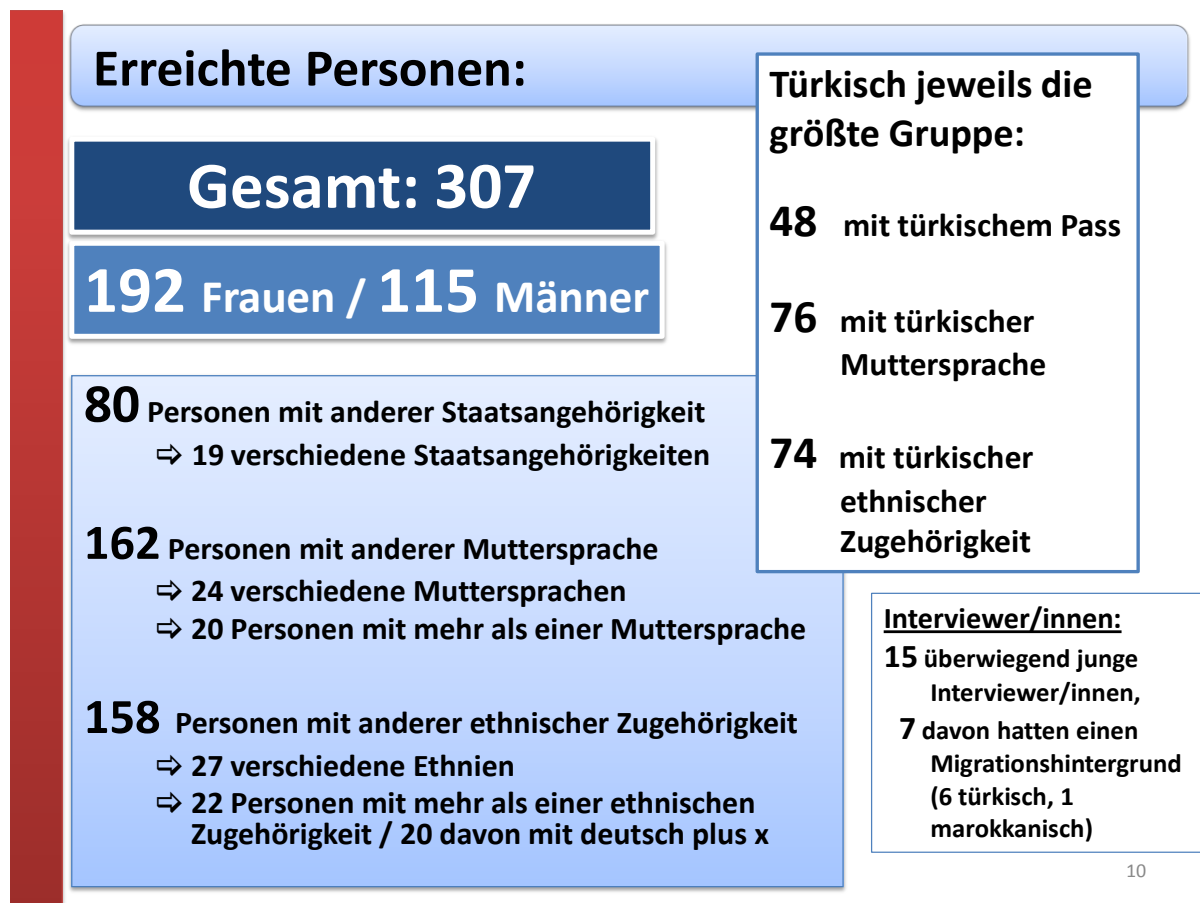 Erreichte Personen:
Gesamt: 307
192 Frauen / 115 Männer
80 Personen mit anderer Staatsangehörigkeit
⇨ 19 verschiedene Staatsangehörigkeiten
162 Personen mit anderer Muttersprache
⇨ 24 verschiedene Muttersprachen
⇨ 20 Personen mit mehr als einer Muttersprache
158 Personen mit anderer ethnischer Zugehörigkeit
⇨ 27 verschiedene Ethnien
⇨ 22 Personen mit mehr als einer ethnischen
Zugehörigkeit / 20 davon mit deutsch plus x
Türkisch jeweils die
größte Gruppe:
48 mit türkischem Pass
76 mit türkischer
Muttersprache
74 mit türkischer
ethnischer
Zugehörigkeit
Interviewer/innen:
15 überwiegend junge
Interviewer/innen,
7 davon hatten einen
Migrationshintergrund
(6 türkisch, 1
marokkanisch)
10